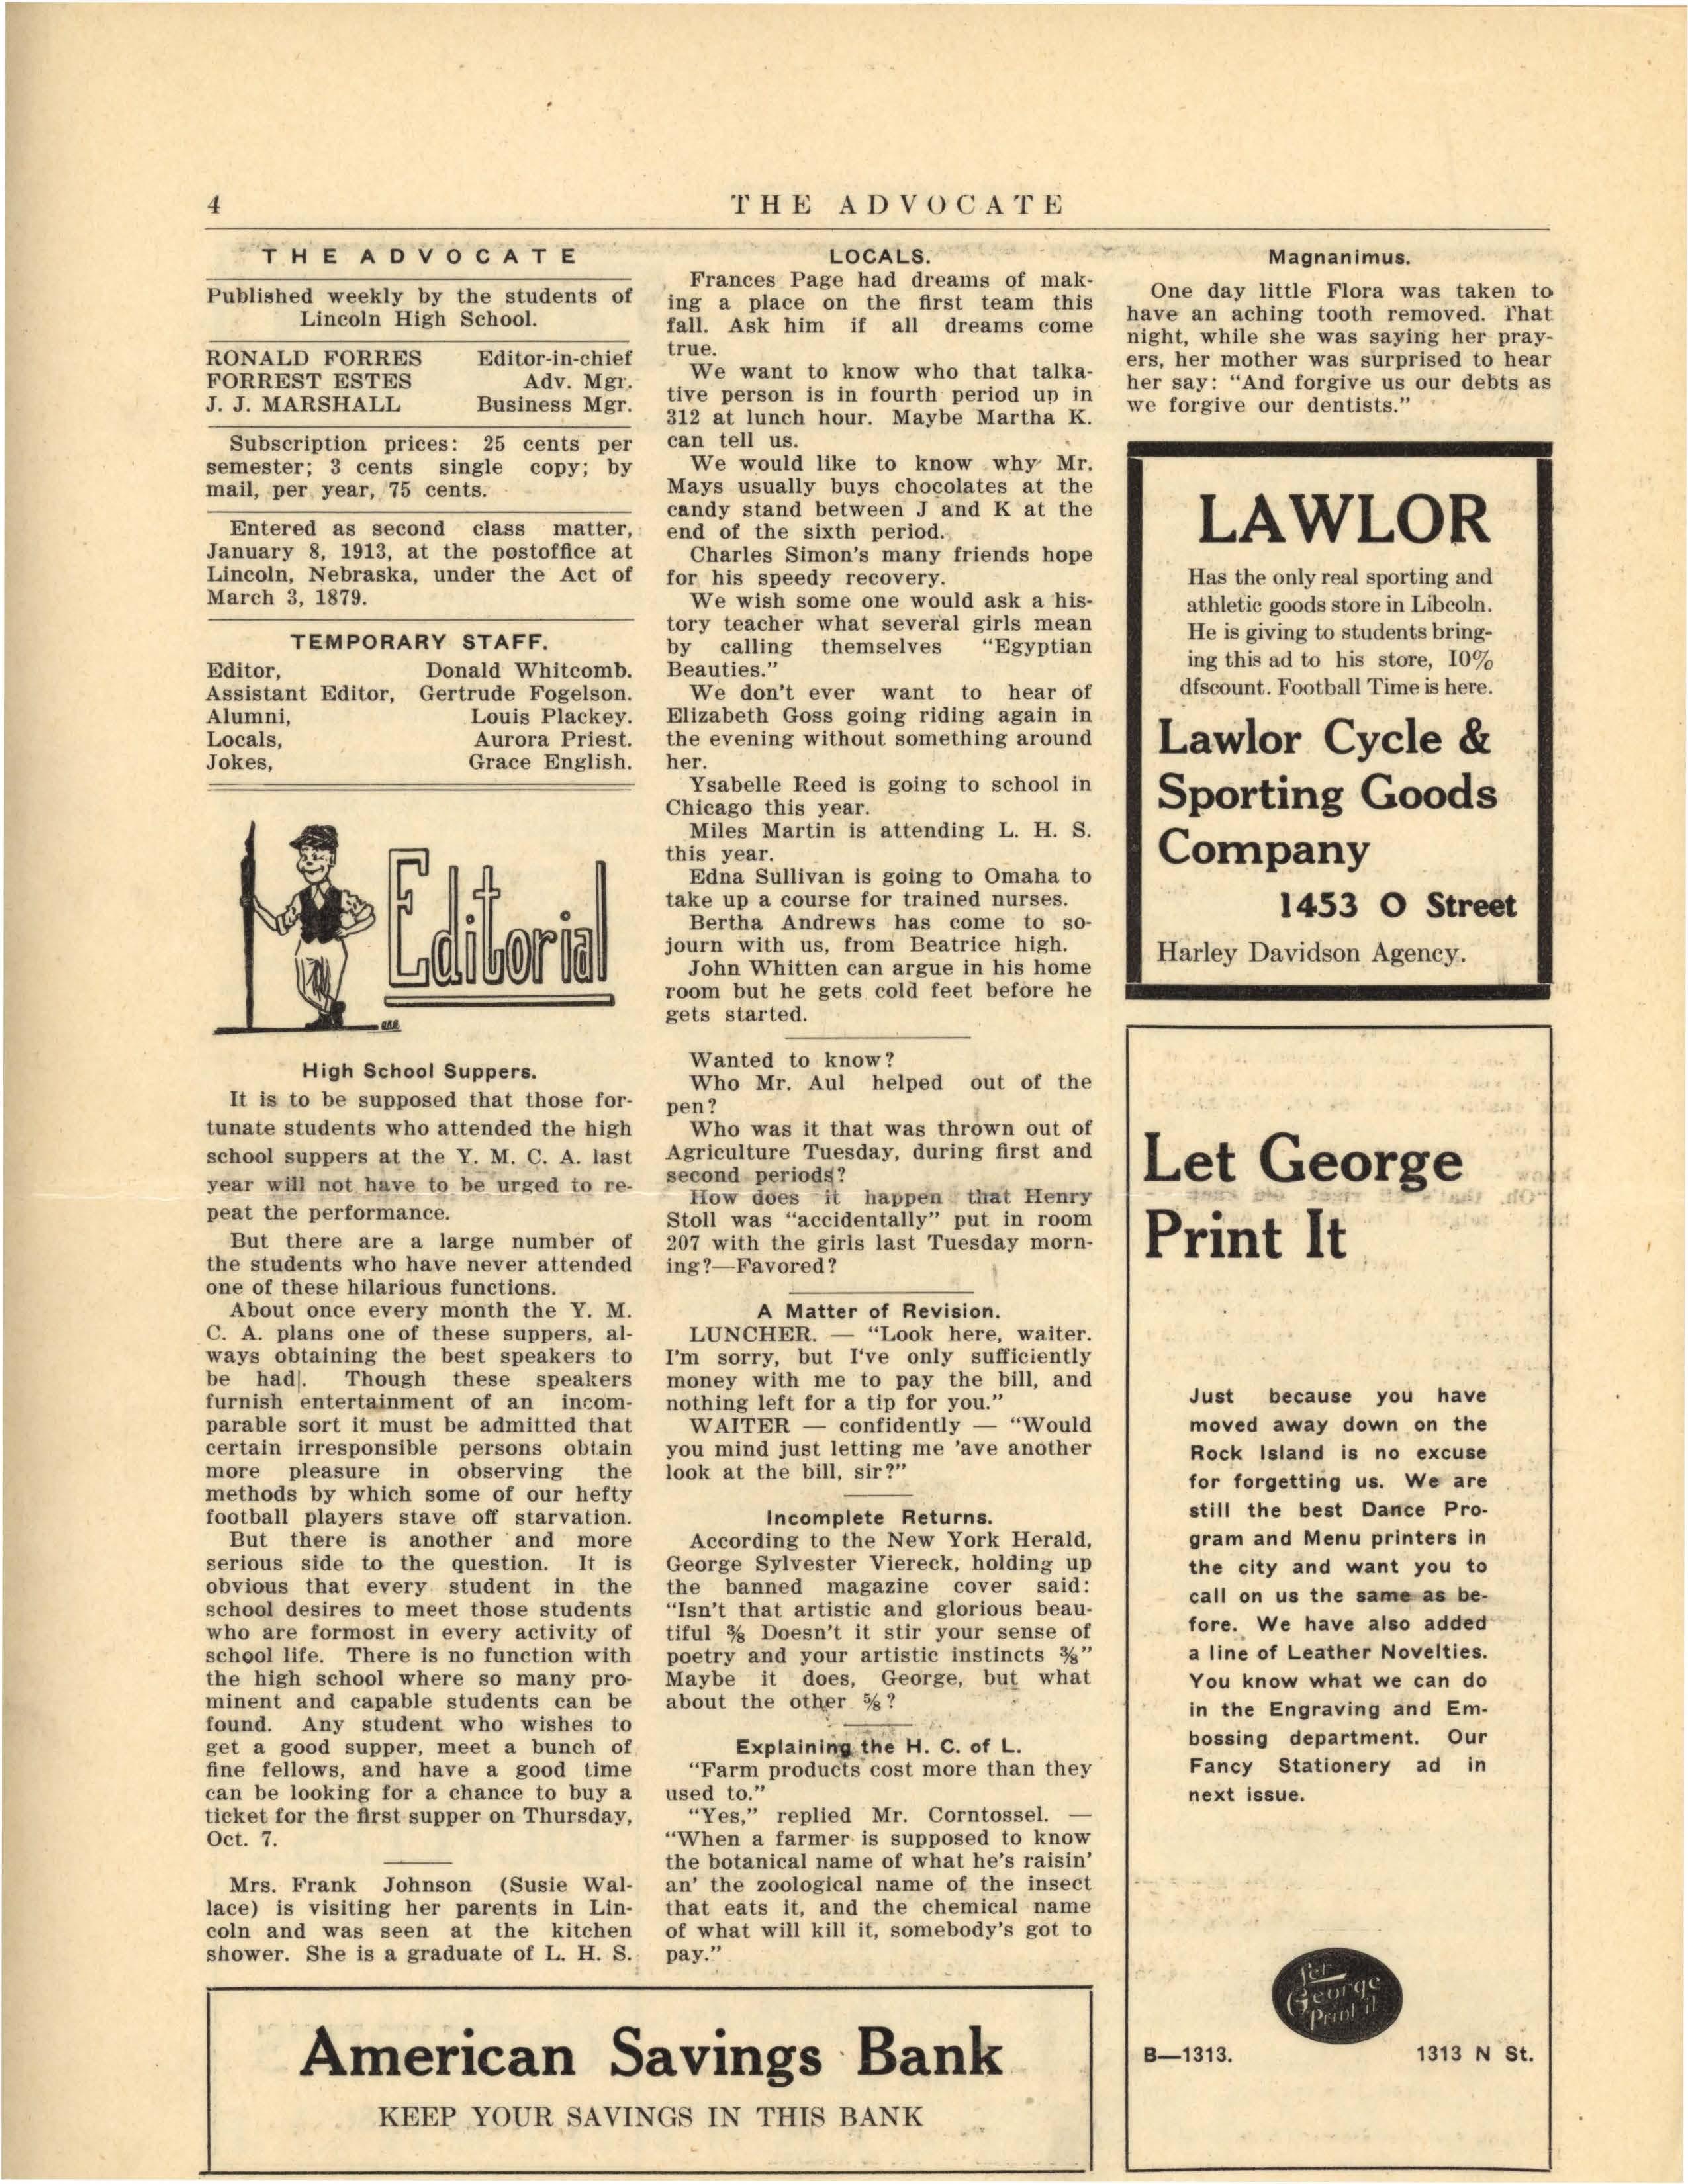 4
THE ADVOCATE
THE ADVOCATE
Published weekly by the students of
Lincoln High School.
RONALD FORRES Editor-in-chief
FORREST ESTES Adv. Mgr.
J. J. MARSHALL Business Mgr.
Subscription prices: 25 cents per
semester; 3 cents single copy; by
mail, per year, 75 cents.
Entered as second class matter,
January 8, 1913, at the postoffice at
Lincoln, Nebraska, under the Act of
March 3, 1879.
TEMPORARY STAFF.
Editor, Donald Whitcomb.
Assistant Editor, Gertrude Fogelson.
Alumni, Louis Plackey.
Locals, Aurora Priest.
Jokes, Grace English.
Editorial
High School Suppers.
It is to be supposed that those for-
tunate students who attended the high
school suppers at the Y. M. C. A. last
year will not have to be urged to re-
peat the performance.
But there are a large number of
the students who have never attended
one of these hilarious functions.
About once every month the Y. M.
C. A. plans one of these suppers, al-
ways obtaining the best speakers to
be had|. Though these speakers
furnish entertainment of an incom-
parable sort it must be admitted that
certain irresponsible persons obtain
more pleasure in observing the
methods by which some of our hefty
football players stave off starvation.
But there is another and more
serious side to the question. It is
obvious that every student in the
school desires to meet those students
who are formost in every activity of
school life. There is no function with
the high school where so many pro-
minent and capable students can be
found. Any student who wishes to
get a good supper, meet a bunch of
fine fellows, and have a good time
can be looking for a chance to buy a
ticket for the first supper on Thursday,
Oct. 7.
Mrs. Frank Johnson (Susie Wal-
lace) is visiting her parents in Lin-
coln and was seen at the kitchen
shower. She is a graduate of L. H. S.
LOCALS.
Frances Page had dreams of mak-
ing a place on the first team this
fall. Ask him if all dreams come
true.
We want to know who that talka-
tive person is in fourth period up in
312 at lunch hour. Maybe Martha K.
can tell us.
We would like to know why Mr.
Mays usually buys chocolates at the
candy stand between J and K at the
end of the sixth period.
Charles Simon's many friends hope
for his speedy recovery.
We wish some one would ask a his-
tory teacher what several girls mean
by calling themselves "Egyptian
Beauties."
We don't ever want to hear of
Elizabeth Goss going riding again in
the evening without something around
her.
Ysabelle Reed is going to school in
Chicago this year.
Miles Martin is attending L. H. S.
this year.
Edna Sullivan is going to Omaha to
take up a course for trained nurses.
Bertha Andrews has come to so-
journ with us, from Beatrice high.
John Whitten can argue in his home
room but he gets cold feet before he
gets started.
Wanted to know?
Who Mr. Aul helped out of the
pen?
Who was it that was thrown out of
Agriculture Tuesday, during first and
second periods?
How does it happen that Henry
Stoll was "accidentally" put in room
207 with the girls last Tuesday morn-
ing?—Favored?
A Matter of Revision.
LUNCHER. — "Look here, waiter.
I'm sorry, but I've only sufficiently
money with me to pay the bill, and
nothing left for a tip for you."
WAITER — confidently — "Would
you mind just letting me 'ave another
look at the bill, sir?"
Incomplete Returns.
According to the New York Herald,
George Sylvester Viereck, holding up
the banned magazine cover said:
"Isn't that artistic and glorious beau-
tiful ⅜ Doesn't it stir your sense of
poetry and your artistic instincts ⅜"
Maybe it does, George, but what
about the other ⅝?
Explaining the H. C. of L.
"Farm products cost more than they
used to."
"Yes," replied Mr. Corntossel. —
"When a farmer is supposed to know
the botanical name of what he's raisin'
an' the zoological name of the insect
that eats it, and the chemical name
of what will kill it, somebody's got to
pay."
Magnanimus.
One day little Flora was taken to
have an aching tooth removed. That
night, while she was saying her pray-
ers, her mother was surprised to hear
her say: "And forgive us our debts as
we forgive our dentists."
LAWLOR
Has the only real sporting and
athletic goods store in Libcoln.
He is giving to students bring-
ing this ad to his store, 10%
dfscount. Football Time is here.
Lawlor Cycle &
Sporting Goods
Company
1453 O Street
Harley Davidson Agency.
Let George
Print It
Just because you have
moved away down on the
Rock Island is no excuse
for forgetting us. We are
still the best Dance Pro-
gram and Menu printers in
the city and want you to
call on us the same as be-
fore. We have also added
a line of Leather Novelties.
You know what we can do
in the Engraving and Em-
bossing department. Our
Fancy Stationery ad in
next issue.
Let
George
Print it
B—1313. 1313 N St.
American Savings Bank
KEEP YOUR SAVINGS IN THIS BANK